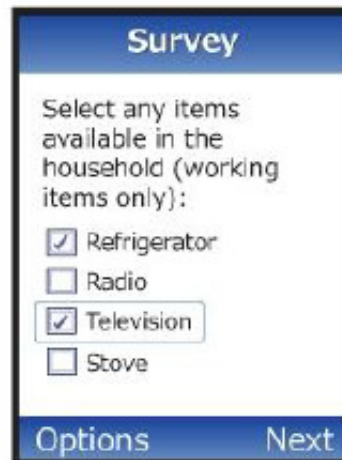 Survey
Select any items
available in the
household (working
items only):
Refrigerator
Radio
Television
Stove
Options Next